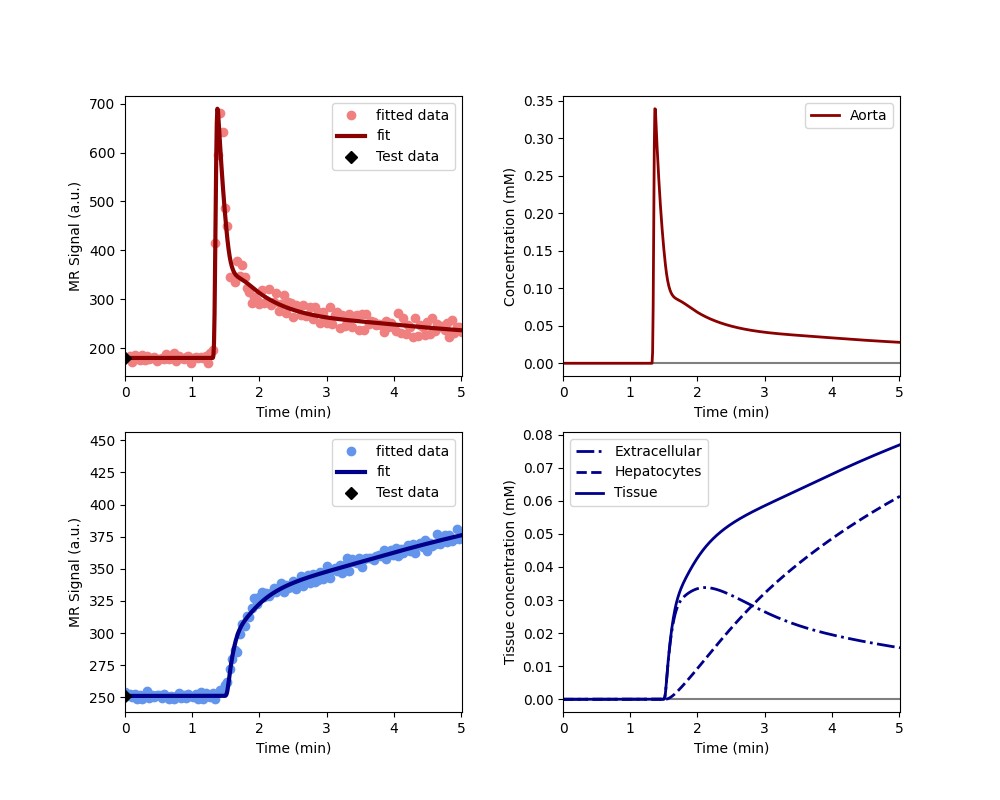 700
600
500
400
300
200
MR Signal (a.u.)
fitted data
fit
Test data
0 1 2 3 4 5
Time (min)
0.35
0.30
0.25
0.20
0.15
0.10
0.05
0.00
Concentration (mM)
Aorta
0 1 2 3 4 5
Time (min)
450
425
400
375
350
325
300
275
250
MR Signal (a.u.)
fitted data
fit
Test data
0 1 2 3 4 5
Time (min)
0.08
0.07
0.06
0.05
0.04
0.03
0.02
0.01
0.00
Tissue concentration (mM)
Extracellular
Hepatocytes
Tissue
0 1 2 3 4 5
Time (min)